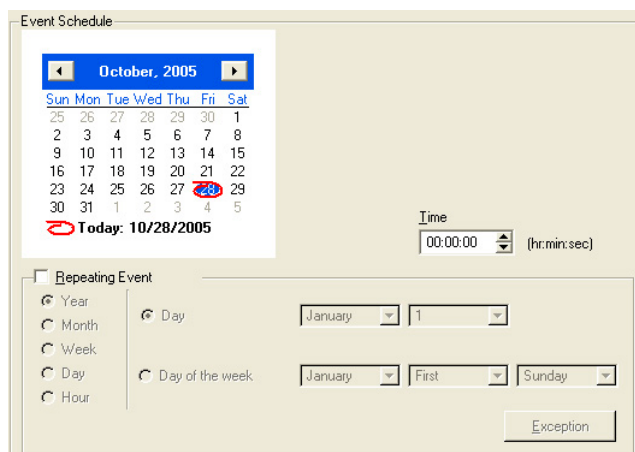 Event Schedule
October, 2005
Sun Mon Tue Wed Thu Fri Sat
25 26 27 28 29 30 1
2 3 4 5 6 7 8
9 10 11 12 13 14 15
16 17 18 19 20 21 22
23 24 25 26 27 28 29
30 31 1 2 3 4 5
Today: 10/28/2005
Time
00:00:00 (hr:min:sec)
Repeating Event
Year
Month
Week
Day
Hour
Day January 1
Day of the week January First Sunday
Exception